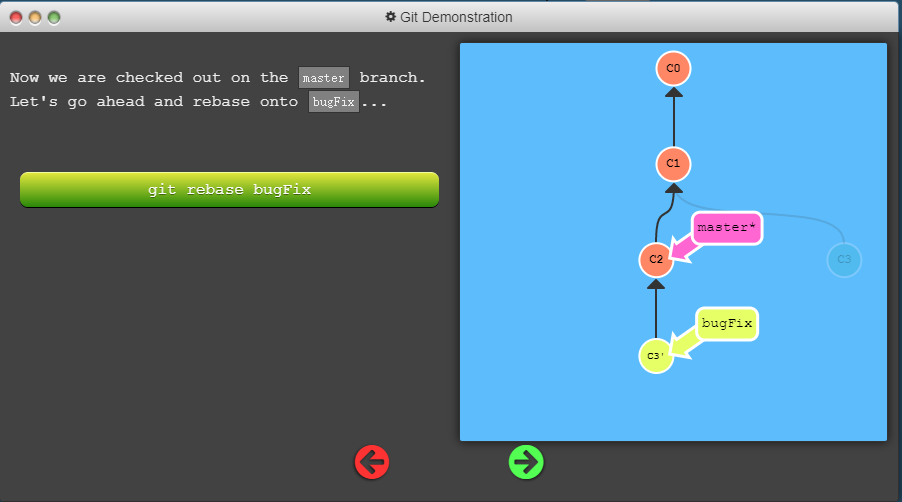 Git Demonstration
Now we are checked out on the master branch.
Let's go ahead and rebase onto bugFix...
git rebase bugFix
C0
C1
master*
C2
C3
bugFix
C3'